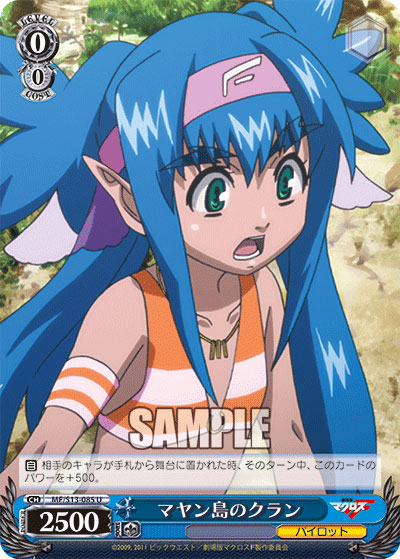 LEVEL
0
0
COST
F
SAMPLE
相手のキャラが手札から舞台に置かれた時、そのターン中、このカードの
パワーを+500。
CH MF/S13-085 U
マヤン島のクラン
マクロスF
POWER
2500
パイロット
©2009, 2011 ビックウエスト/劇場版マクロスF製作委員会